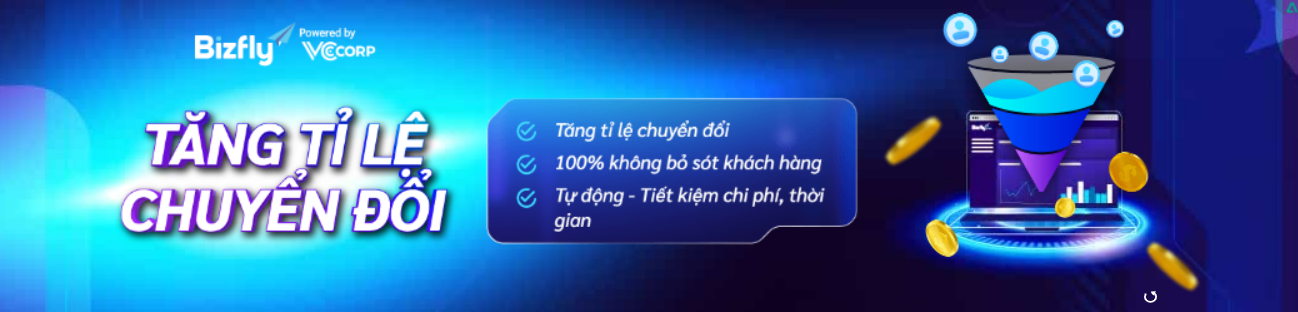 Bizfly
Powered by
VCCORP
TĂNG TỈ LỆ
CHUYỂN ĐỔI
Tăng tỉ lệ chuyển đổi
100% không bỏ sót khách hàng
Tự động - Tiết kiệm chi phí, thời
gian
Bizfly